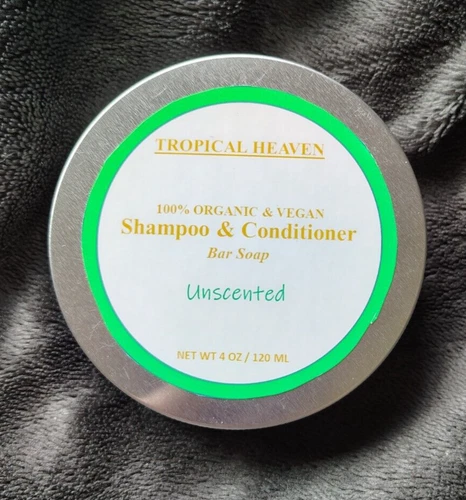 TROPICAL HEAVEN
100% ORGANIC & VEGAN
Shampoo & Conditioner
Bar Soap
Unscented
NET WT 4 OZ / 120 ML